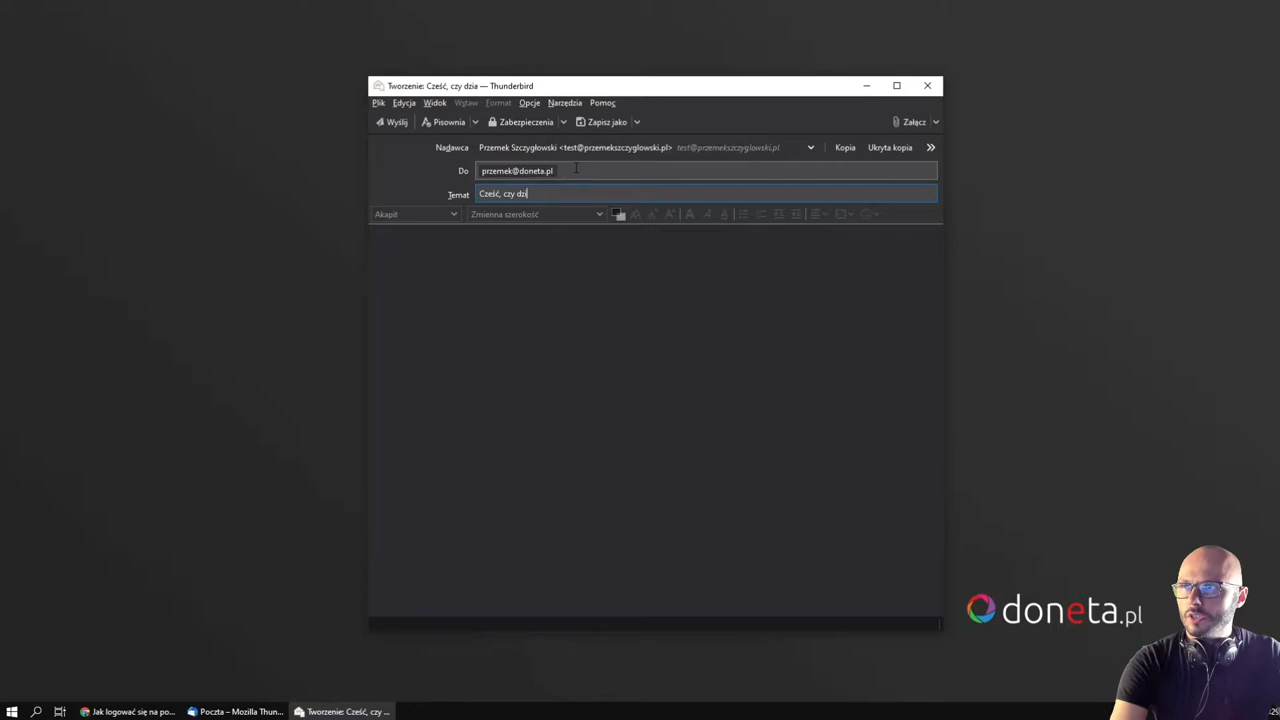 Tworzenie: Cześć, czy dzia — Thunderbird
Plik Edycja Widok Wstaw Format Opcje Narzędzia Pomoc
Wyślij Pisownia Zabezpieczenia Zapisz jako Załącz
Nadawca Przemek Szczygłowski <test@przemekszczyglowski.pl> test@przemekszczyglowski.pl Kopia Ukryta kopia »
Do przemek@doneta.pl
Temat Cześć, czy dzi
Akapit Zmienna szerokość
doneta.pl
Jak logować się na po... Poczta – Mozilla Thun... Tworzenie: Cześć, czy ... 29